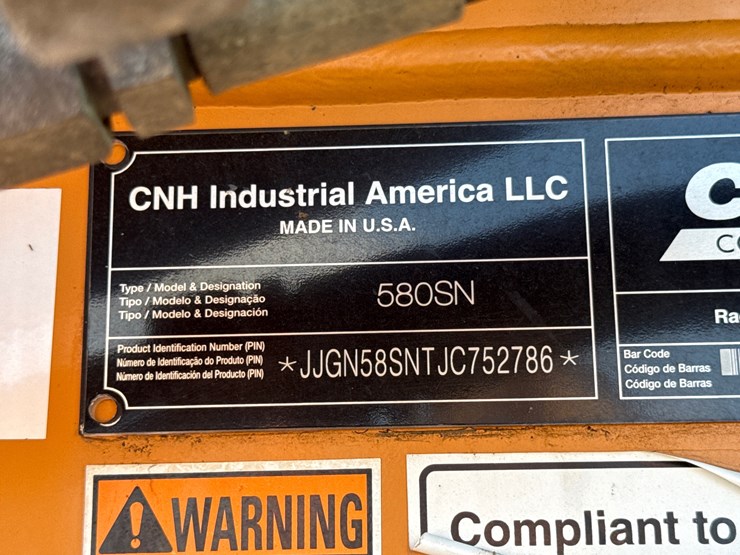 CNH Industrial America LLC
MADE IN U.S.A.
Type / Model & Designation
Tipo / Modelo & Designação
Tipo / Modelo & Designación
580SN
Product Identification Number (PIN)
Número de Identificação do Produto (PIN)
Número de Identificación del Producto (PIN)
*JJGN58SNTJC752786*
Bar Code
Código de Barras
Código de Barras
WARNING
Compliant to